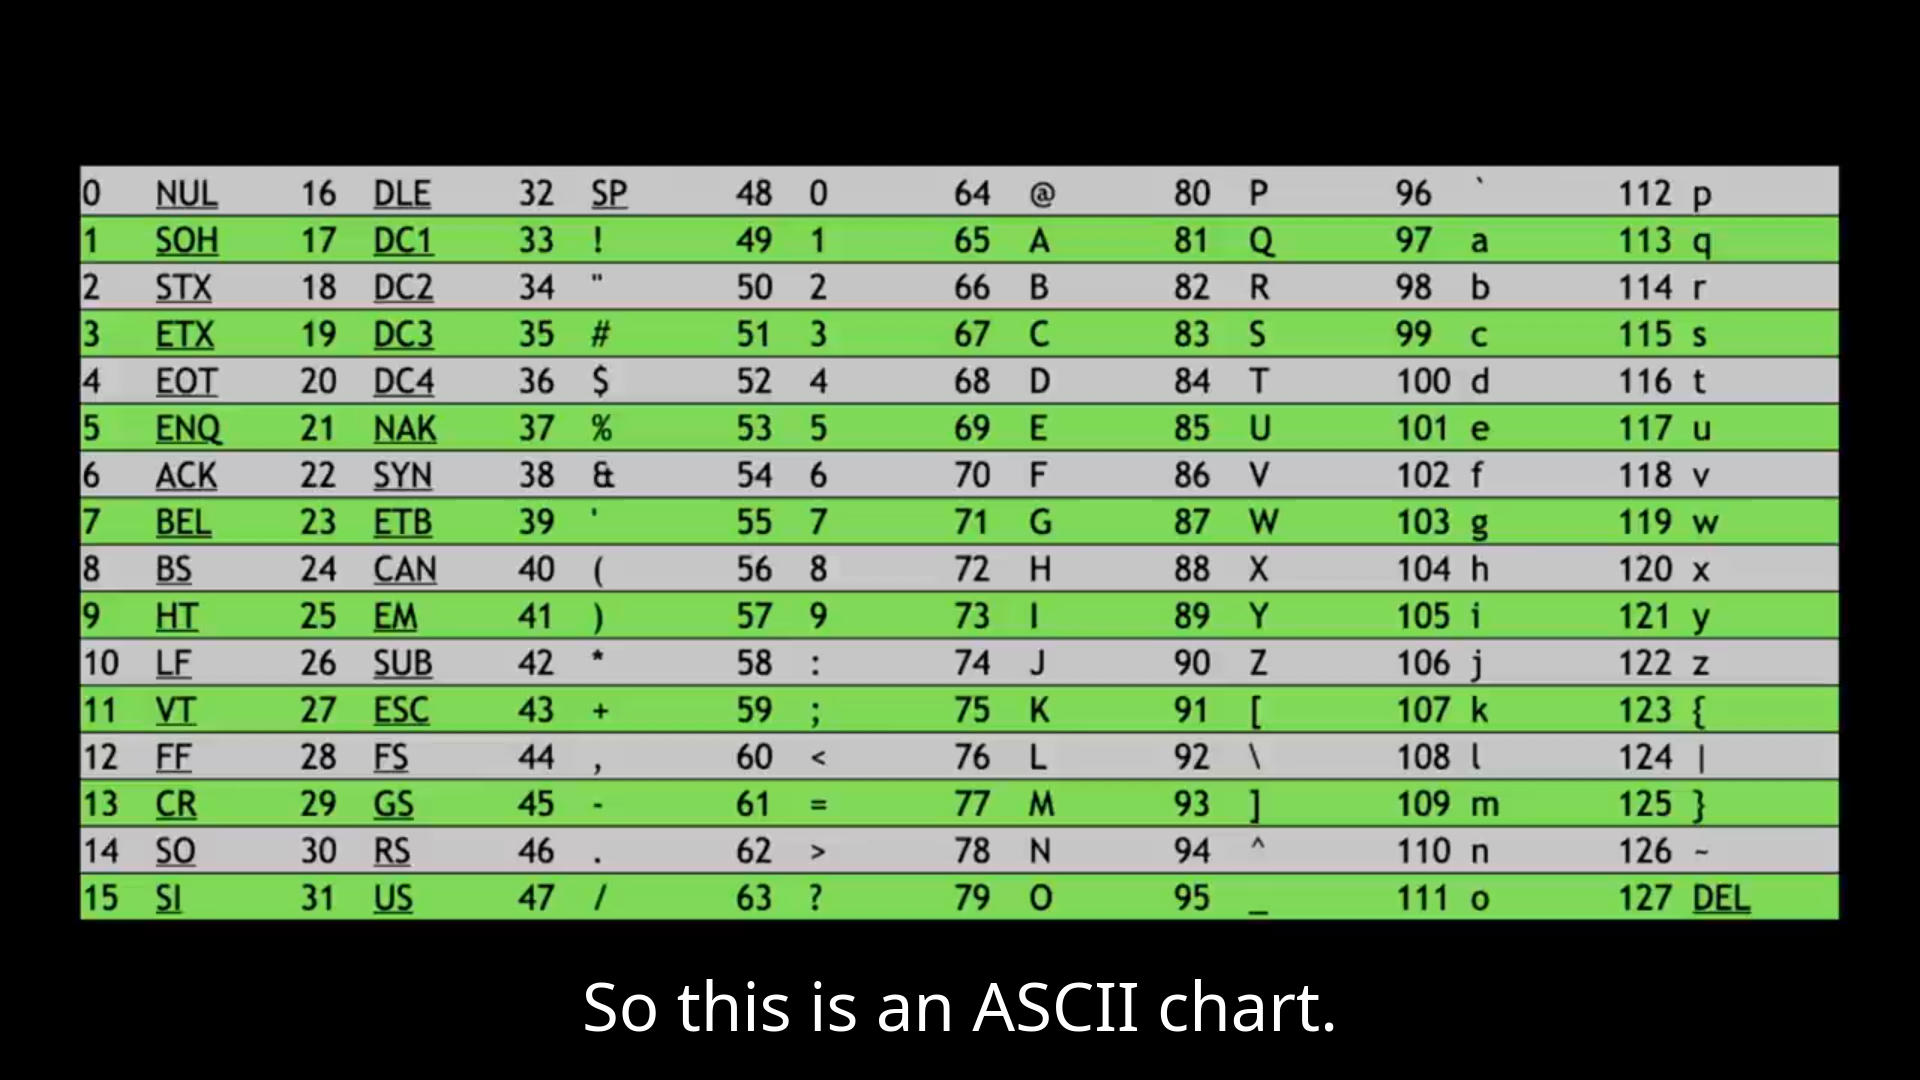 0 NUL 16 DLE 32 SP 48 0 64 @ 80 P 96 ` 112 p
1 SOH 17 DC1 33 ! 49 1 65 A 81 Q 97 a 113 q
2 STX 18 DC2 34 " 50 2 66 B 82 R 98 b 114 r
3 ETX 19 DC3 35 # 51 3 67 C 83 S 99 c 115 s
4 EOT 20 DC4 36 $ 52 4 68 D 84 T 100 d 116 t
5 ENQ 21 NAK 37 % 53 5 69 E 85 U 101 e 117 u
6 ACK 22 SYN 38 & 54 6 70 F 86 V 102 f 118 v
7 BEL 23 ETB 39 ' 55 7 71 G 87 W 103 g 119 w
8 BS 24 CAN 40 ( 56 8 72 H 88 X 104 h 120 x
9 HT 25 EM 41 ) 57 9 73 I 89 Y 105 i 121 y
10 LF 26 SUB 42 * 58 : 74 J 90 Z 106 j 122 z
11 VT 27 ESC 43 + 59 ; 75 K 91 [ 107 k 123 {
12 FF 28 FS 44 , 60 < 76 L 92 \ 108 l 124 |
13 CR 29 GS 45 - 61 = 77 M 93 ] 109 m 125 }
14 SO 30 RS 46 . 62 > 78 N 94 ^ 110 n 126 ~
15 SI 31 US 47 / 63 ? 79 O 95 _ 111 o 127 DEL
So this is an ASCII chart.